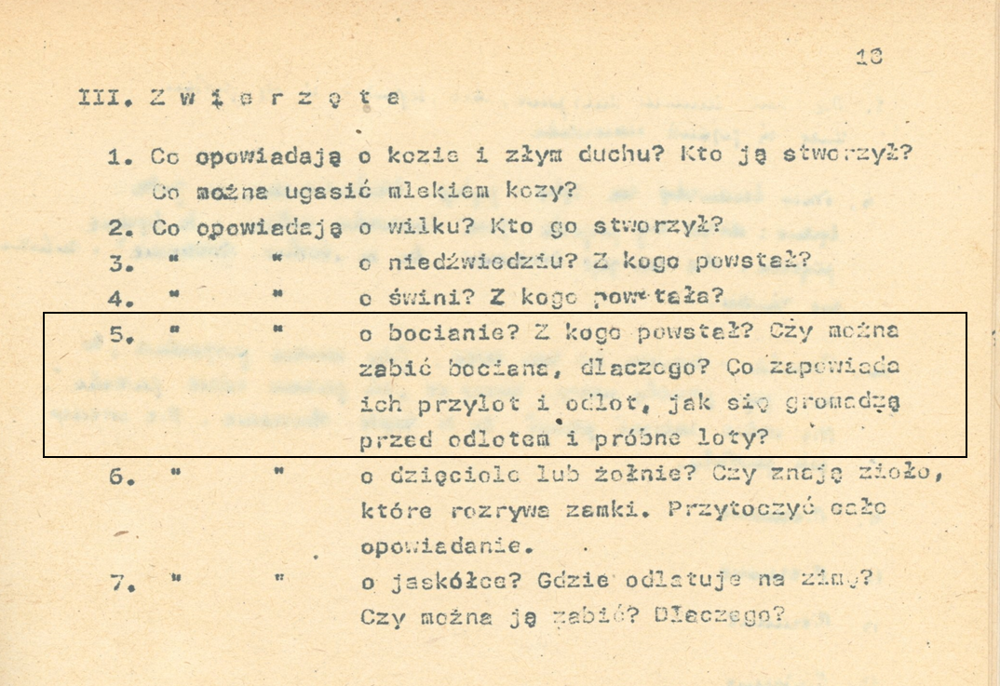 18
III. Z w i e r z ę t a
1. Co opowiadają o kozie i złym duchu? Kto ją stworzył?
Co można ugasić mlekiem kozy?
2. Co opowiadają o wilku? Kto go stworzył?
3. " " o niedźwiedziu? Z kogo powstał?
4. " " o świni? Z kogo powstała?
5. " " o bocianie? Z kogo powstał? Czy można
zabić bociana, dlaczego? Co zapowiada
ich przylot i odlot, jak się gromadzą
przed odlotem i próbne loty?
6. " " o dzięciole lub żołnie? Czy znają zioło,
które rozrywa zamki. Przytoczyć całe
opowiadanie.
7. " " o jaskółce? Gdzie odlatuje na zimę?
Czy można ją zabić? Dlaczego?